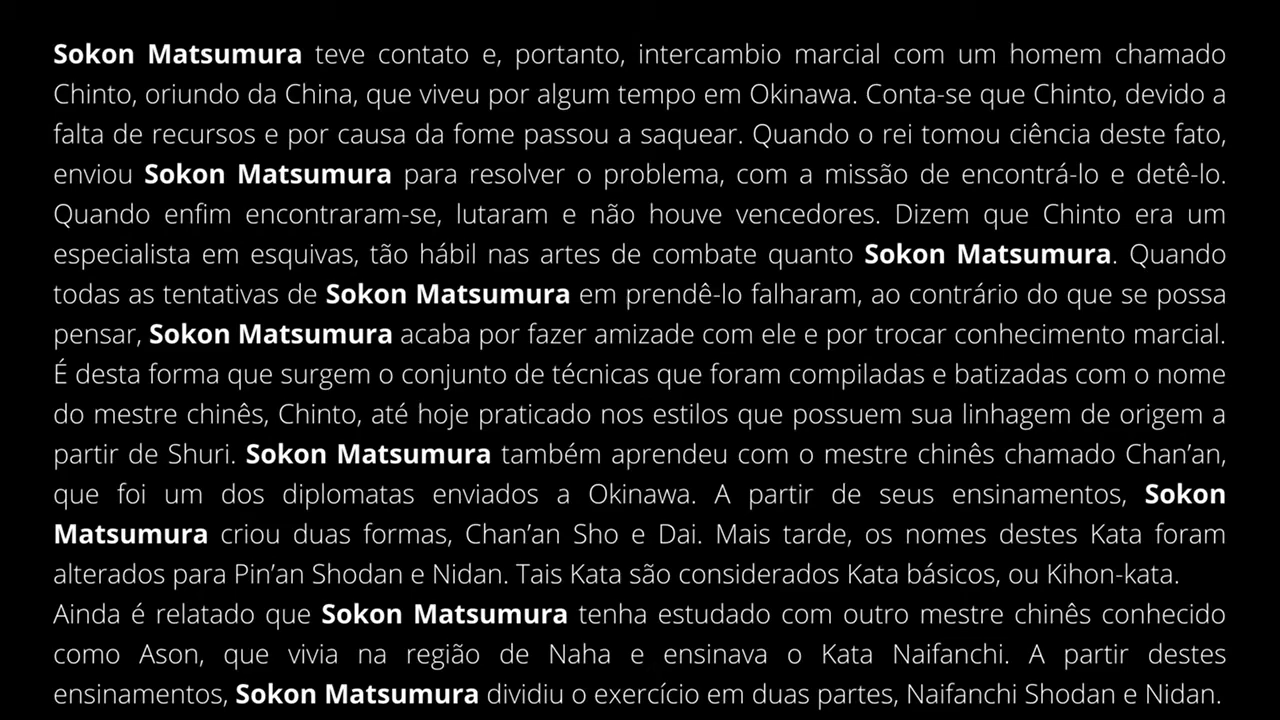 Sokon Matsumura teve contato e, portanto, intercambio marcial com um homem chamado
Chinto, oriundo da China, que viveu por algum tempo em Okinawa. Conta-se que Chinto, devido a
falta de recursos e por causa da fome passou a saquear. Quando o rei tomou ciência deste fato,
enviou Sokon Matsumura para resolver o problema, com a missão de encontrá-lo e detê-lo.
Quando enfim encontraram-se, lutaram e não houve vencedores. Dizem que Chinto era um
especialista em esquivas, tão hábil nas artes de combate quanto Sokon Matsumura. Quando
todas as tentativas de Sokon Matsumura em prendê-lo falharam, ao contrário do que se possa
pensar, Sokon Matsumura acaba por fazer amizade com ele e por trocar conhecimento marcial.
É desta forma que surgem o conjunto de técnicas que foram compiladas e batizadas com o nome
do mestre chinês, Chinto, até hoje praticado nos estilos que possuem sua linhagem de origem a
partir de Shuri. Sokon Matsumura também aprendeu com o mestre chinês chamado Chan’an,
que foi um dos diplomatas enviados a Okinawa. A partir de seus ensinamentos, Sokon
Matsumura criou duas formas, Chan’an Sho e Dai. Mais tarde, os nomes destes Kata foram
alterados para Pin’an Shodan e Nidan. Tais Kata são considerados Kata básicos, ou Kihon-kata.
Ainda é relatado que Sokon Matsumura tenha estudado com outro mestre chinês conhecido
como Ason, que vivia na região de Naha e ensinava o Kata Naifanchi. A partir destes
ensinamentos, Sokon Matsumura dividiu o exercício em duas partes, Naifanchi Shodan e Nidan.